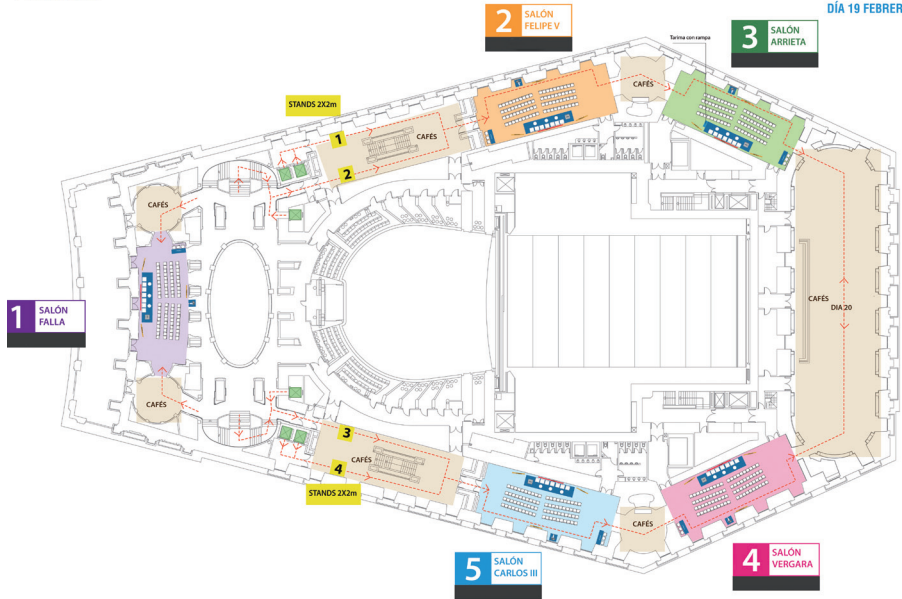 DÍA 19 FEBRER
2
SALÓN
FELIPE V
3
SALÓN
ARRIETA
Tarima con rampa
STANDS 2X2m
CAFÉS
1
CAFÉS
2
CAFÉS
1
SALÓN
FALLA
CAFÉS
DIA 20
CAFÉS
3
CAFÉS
4
STANDS 2X2m
CAFÉS
5
SALÓN
CARLOS III
4
SALÓN
VERGARA